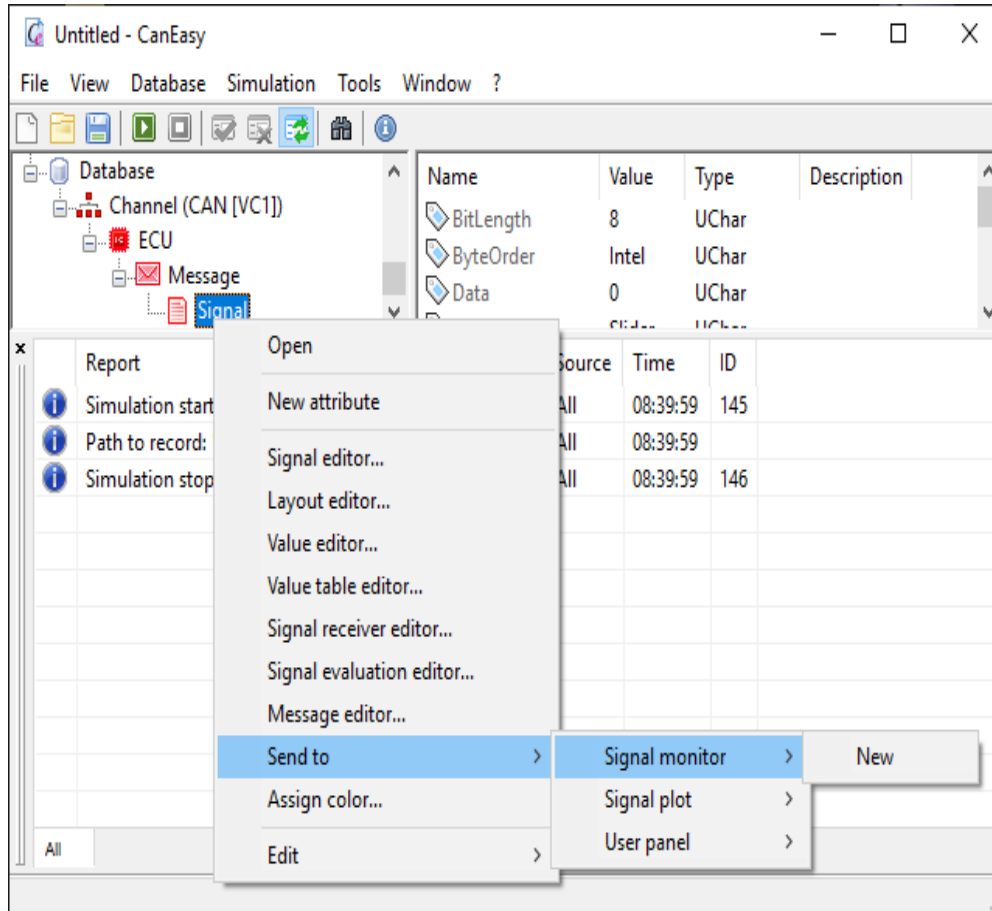 Untitled - CanEasy
File View Database Simulation Tools Window ?
Database
Channel (CAN [VC1])
ECU
Message
Signal
Name Value Type Description
BitLength 8 UChar
ByteOrder Intel UChar
Data 0 UChar
x
Report Source Time ID
Simulation start All 08:39:59 145
Path to record: All 08:39:59
Simulation stop All 08:39:59 146
All
Open
New attribute
Signal editor...
Layout editor...
Value editor...
Value table editor...
Signal receiver editor...
Signal evaluation editor...
Message editor...
Send to >
Assign color...
Edit >
Signal monitor >
Signal plot >
User panel >
New